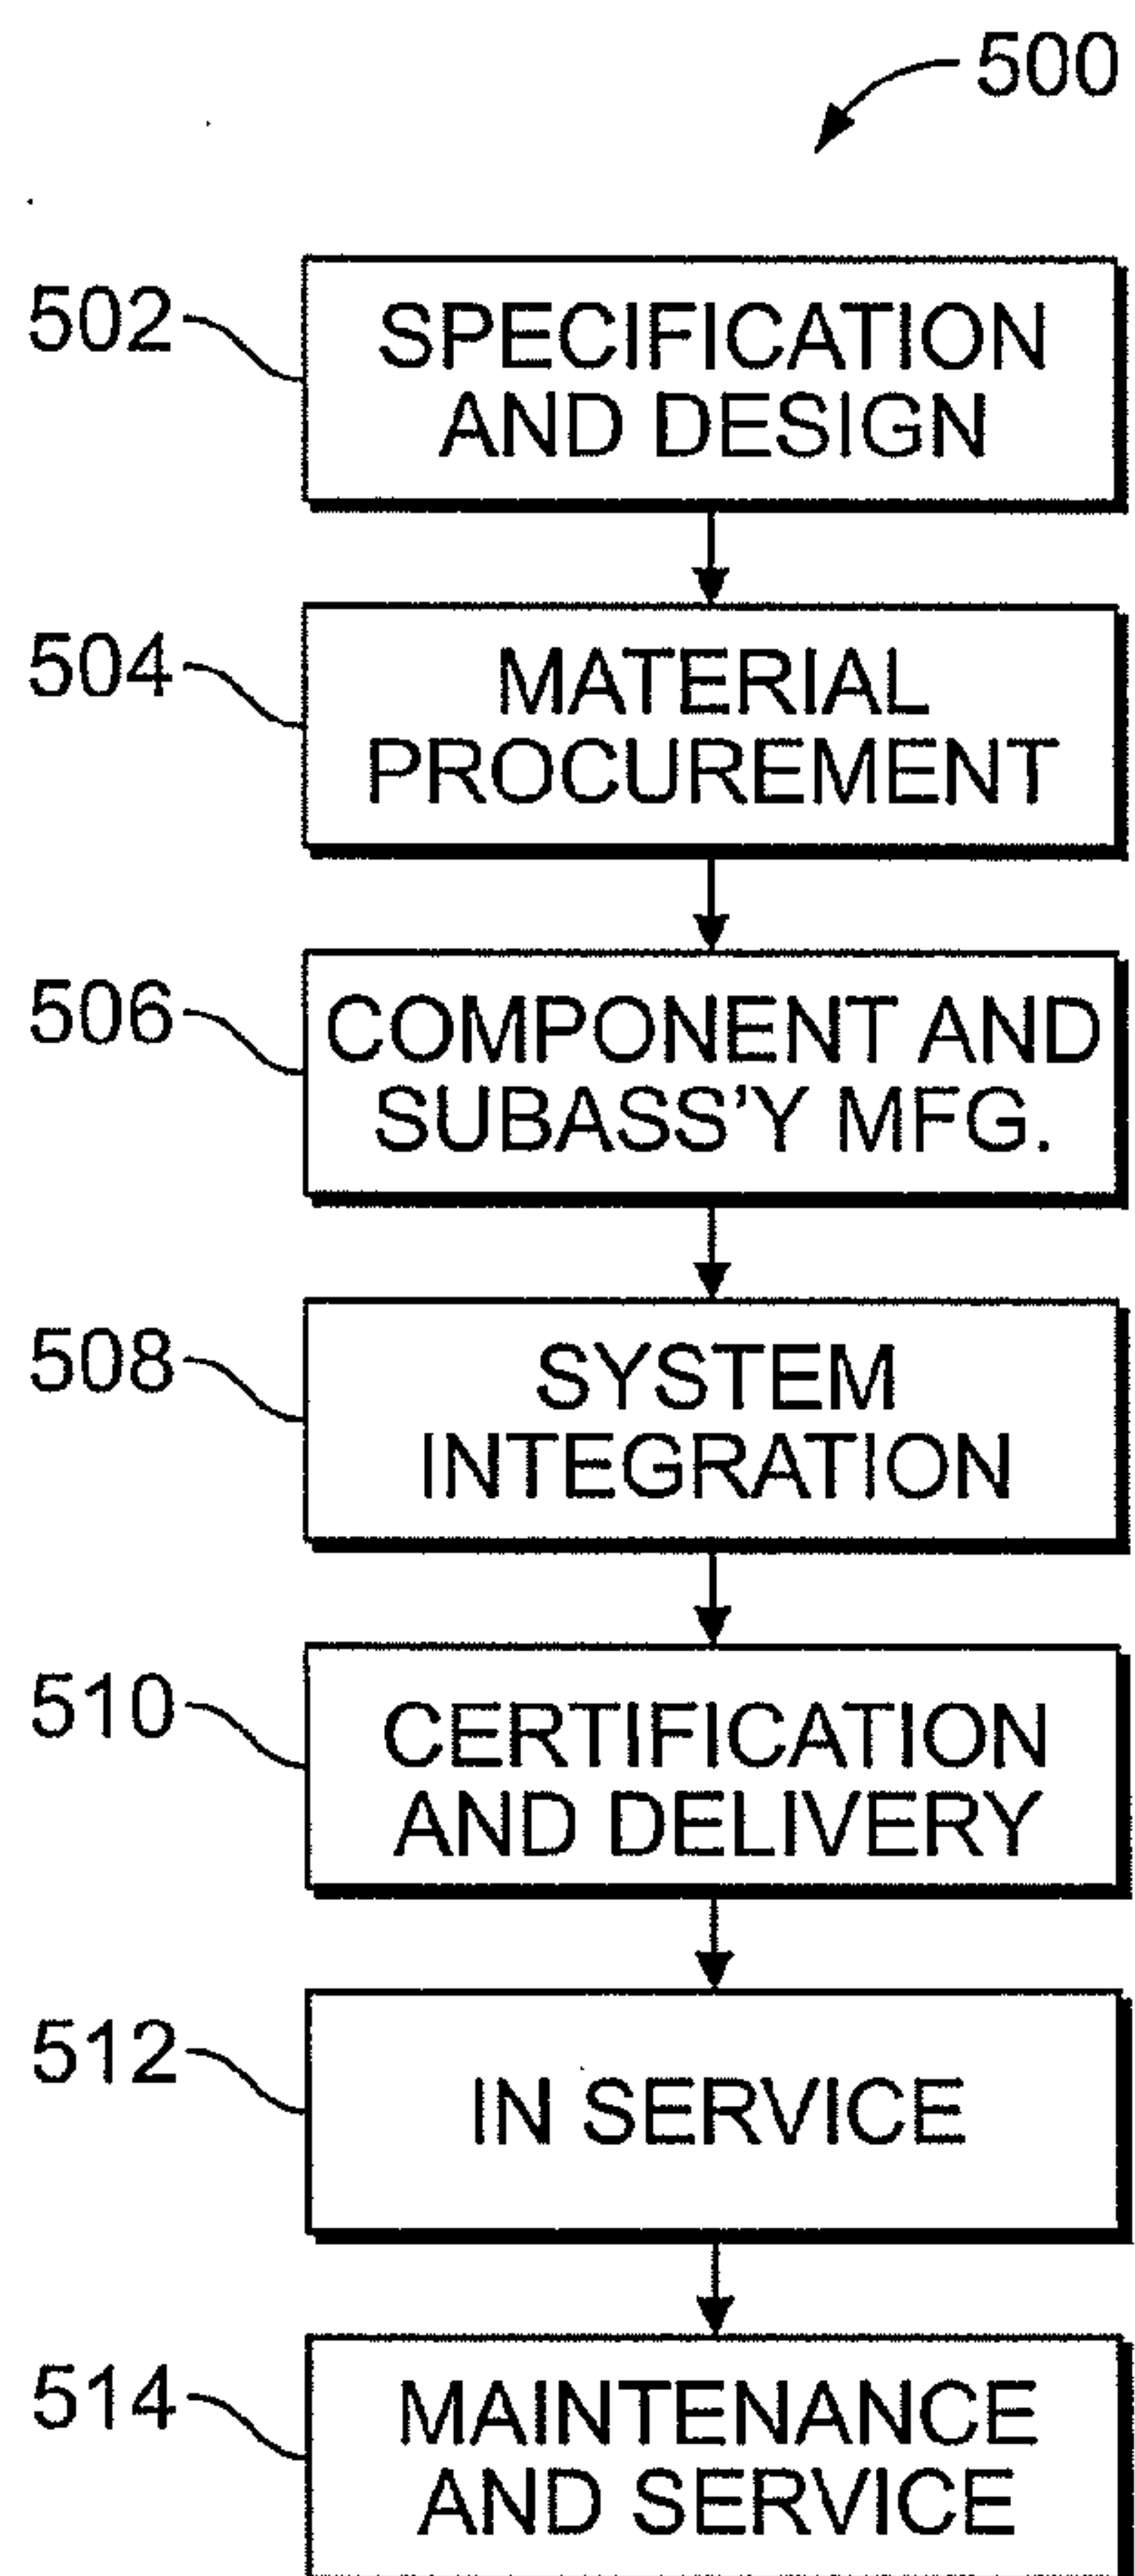 500
502
SPECIFICATION
AND DESIGN
504
MATERIAL
PROCUREMENT
506
COMPONENT AND
SUBASS’Y MFG.
508
SYSTEM
INTEGRATION
510
CERTIFICATION
AND DELIVERY
512
IN SERVICE
514
MAINTENANCE
AND SERVICE